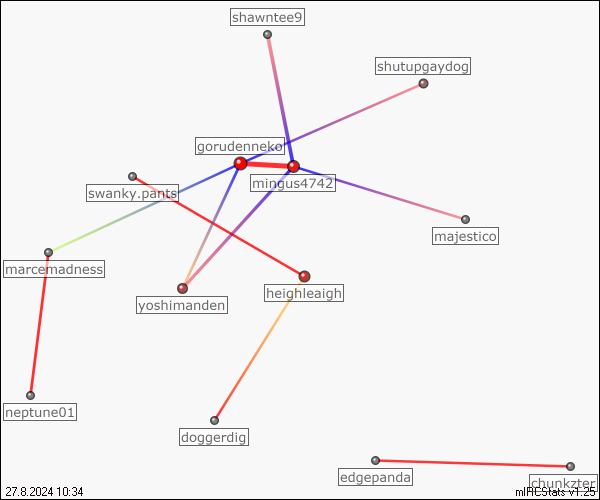 shawntee9
shutupgaydog
gorudenneko
mingus4742
swanky.pants
majestico
marcemadness
heighleaigh
yoshimanden
neptune01
doggerdig
edgepanda
chunkzter
27.8.2024 10:34
mIRCStats v1.25